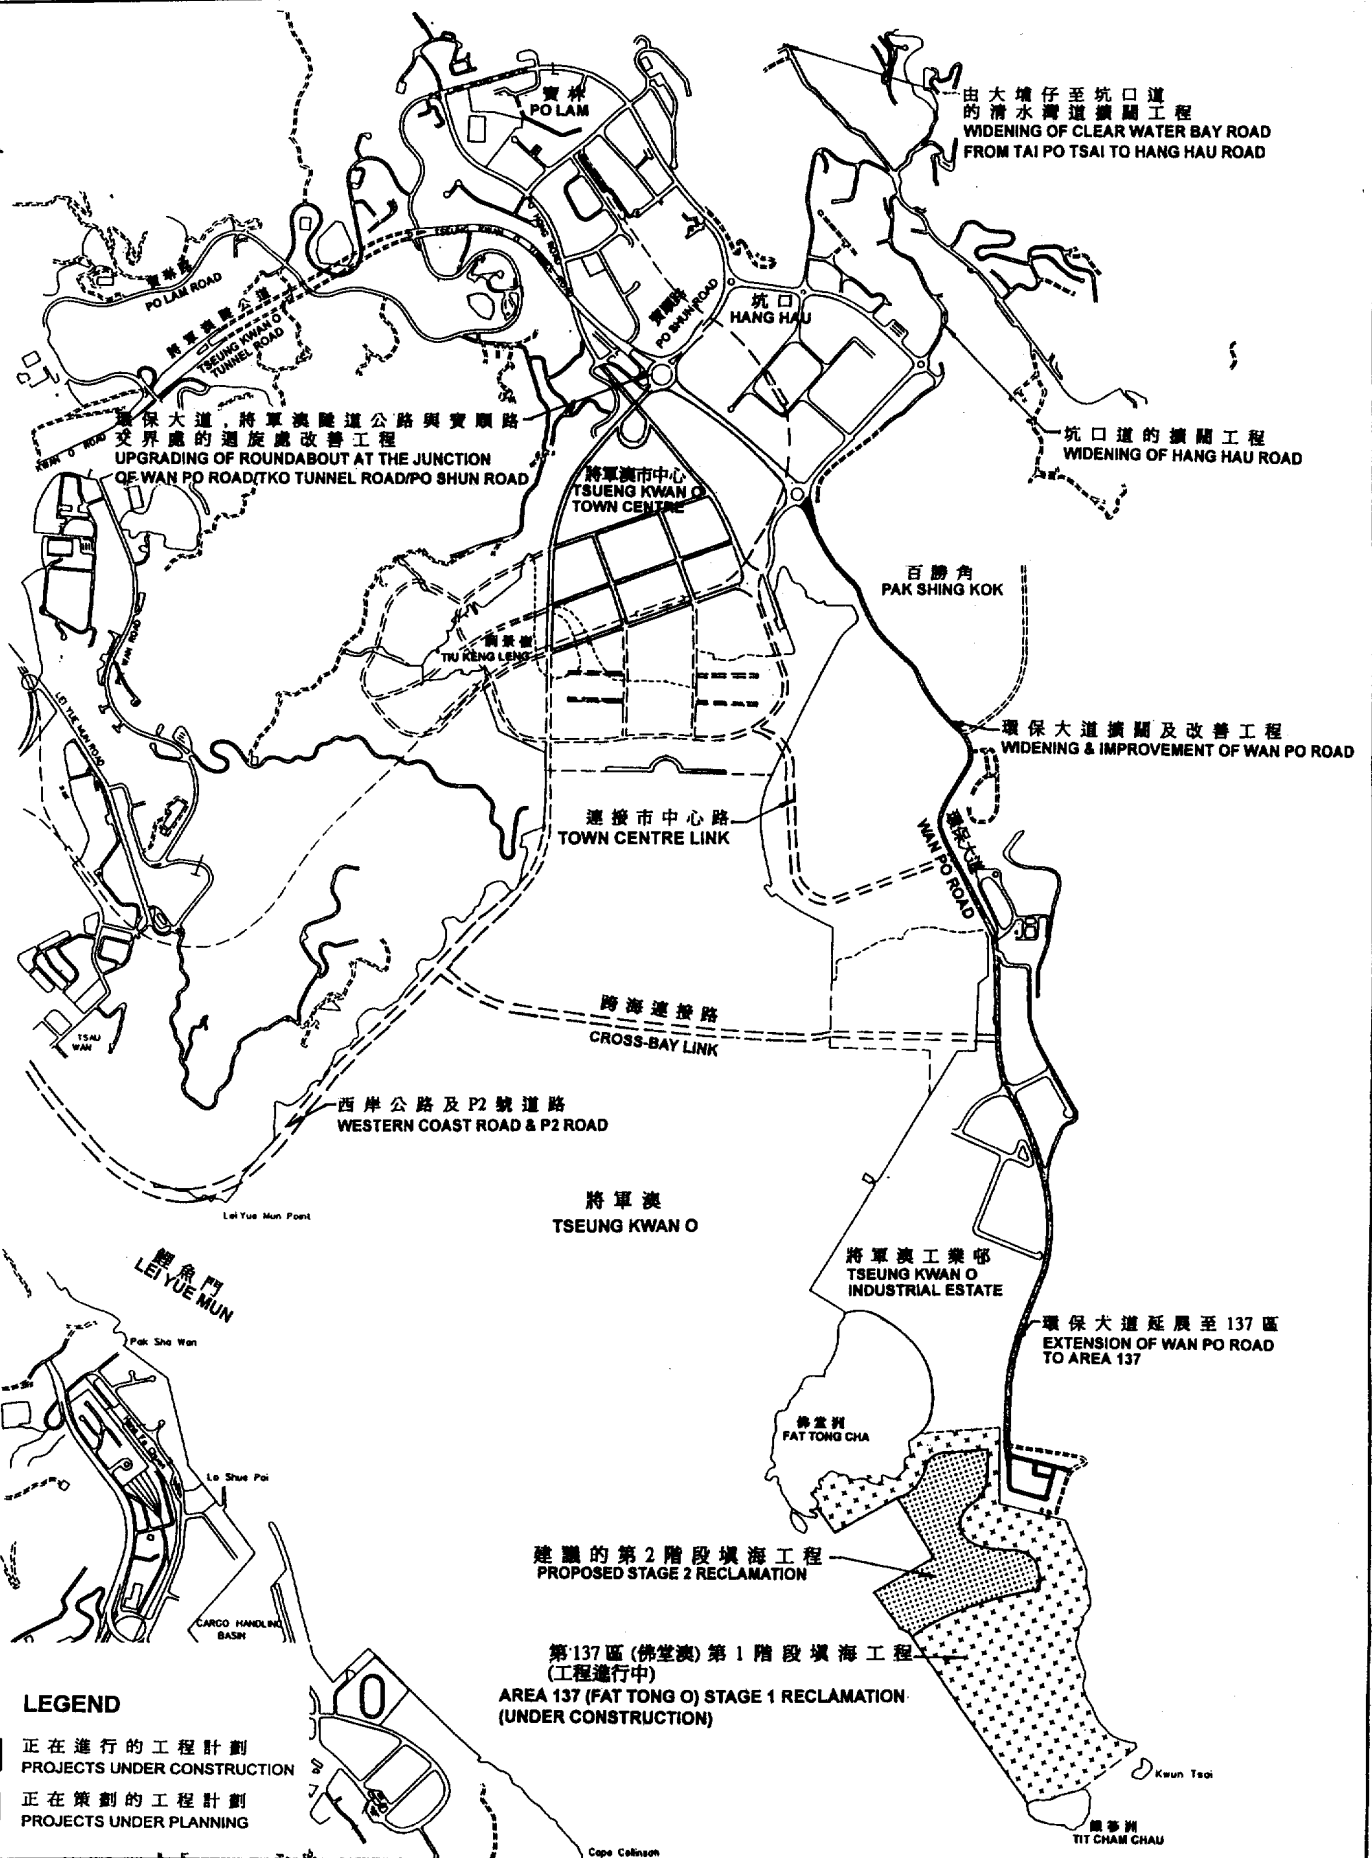 寶林
PO LAM
由大埔仔至坑口道
的清水灣道擴闊工程
WIDENING OF CLEAR WATER BAY ROAD
FROM TAI PO TSAI TO HANG HAU ROAD
寶琳路
PO LAM ROAD
將軍澳隧道公路
TSEUNG KWAN O
TUNNEL ROAD
TSEUNG KWAN O TUNNEL ROAD
寶順路
PO SHUN ROAD
坑口
HANG HAU
環保大道,將軍澳隧道公路與寶順路
交界處的迴旋處改善工程
UPGRADING OF ROUNDABOUT AT THE JUNCTION
OF WAN PO ROAD/TKO TUNNEL ROAD/PO SHUN ROAD
KWAN O ROAD
坑口道的擴闊工程
WIDENING OF HANG HAU ROAD
將軍澳市中心
TSUENG KWAN O
TOWN CENTRE
百勝角
PAK SHING KOK
調景嶺
TIU KENG LENG
WAN ROAD
LEI YUE MUN ROAD
環保大道擴闊及改善工程
WIDENING & IMPROVEMENT OF WAN PO ROAD
連接市中心路
TOWN CENTRE LINK
環保大道
WAN PO ROAD
跨海連接路
CROSS-BAY LINK
TSAU
WAN
西岸公路及P2號道路
WESTERN COAST ROAD & P2 ROAD
Lei Yue Mun Point
將軍澳
TSEUNG KWAN O
鯉魚門
LEI YUE MUN
將軍澳工業邨
TSEUNG KWAN O
INDUSTRIAL ESTATE
Pak Sha Wan
環保大道延展至137區
EXTENSION OF WAN PO ROAD
TO AREA 137
佛堂洲
FAT TONG CHA
Lo Shue Pai
建議的第2階段填海工程
PROPOSED STAGE 2 RECLAMATION
CARGO HANDLING
BASIN
第137區(佛堂澳)第1階段填海工程
(工程進行中)
AREA 137 (FAT TONG O) STAGE 1 RECLAMATION
(UNDER CONSTRUCTION)
LEGEND
正在進行的工程計劃
PROJECTS UNDER CONSTRUCTION
正在策劃的工程計劃
PROJECTS UNDER PLANNING
Kwun Tsai
鐵篸洲
TIT CHAM CHAU
Cape Collinson